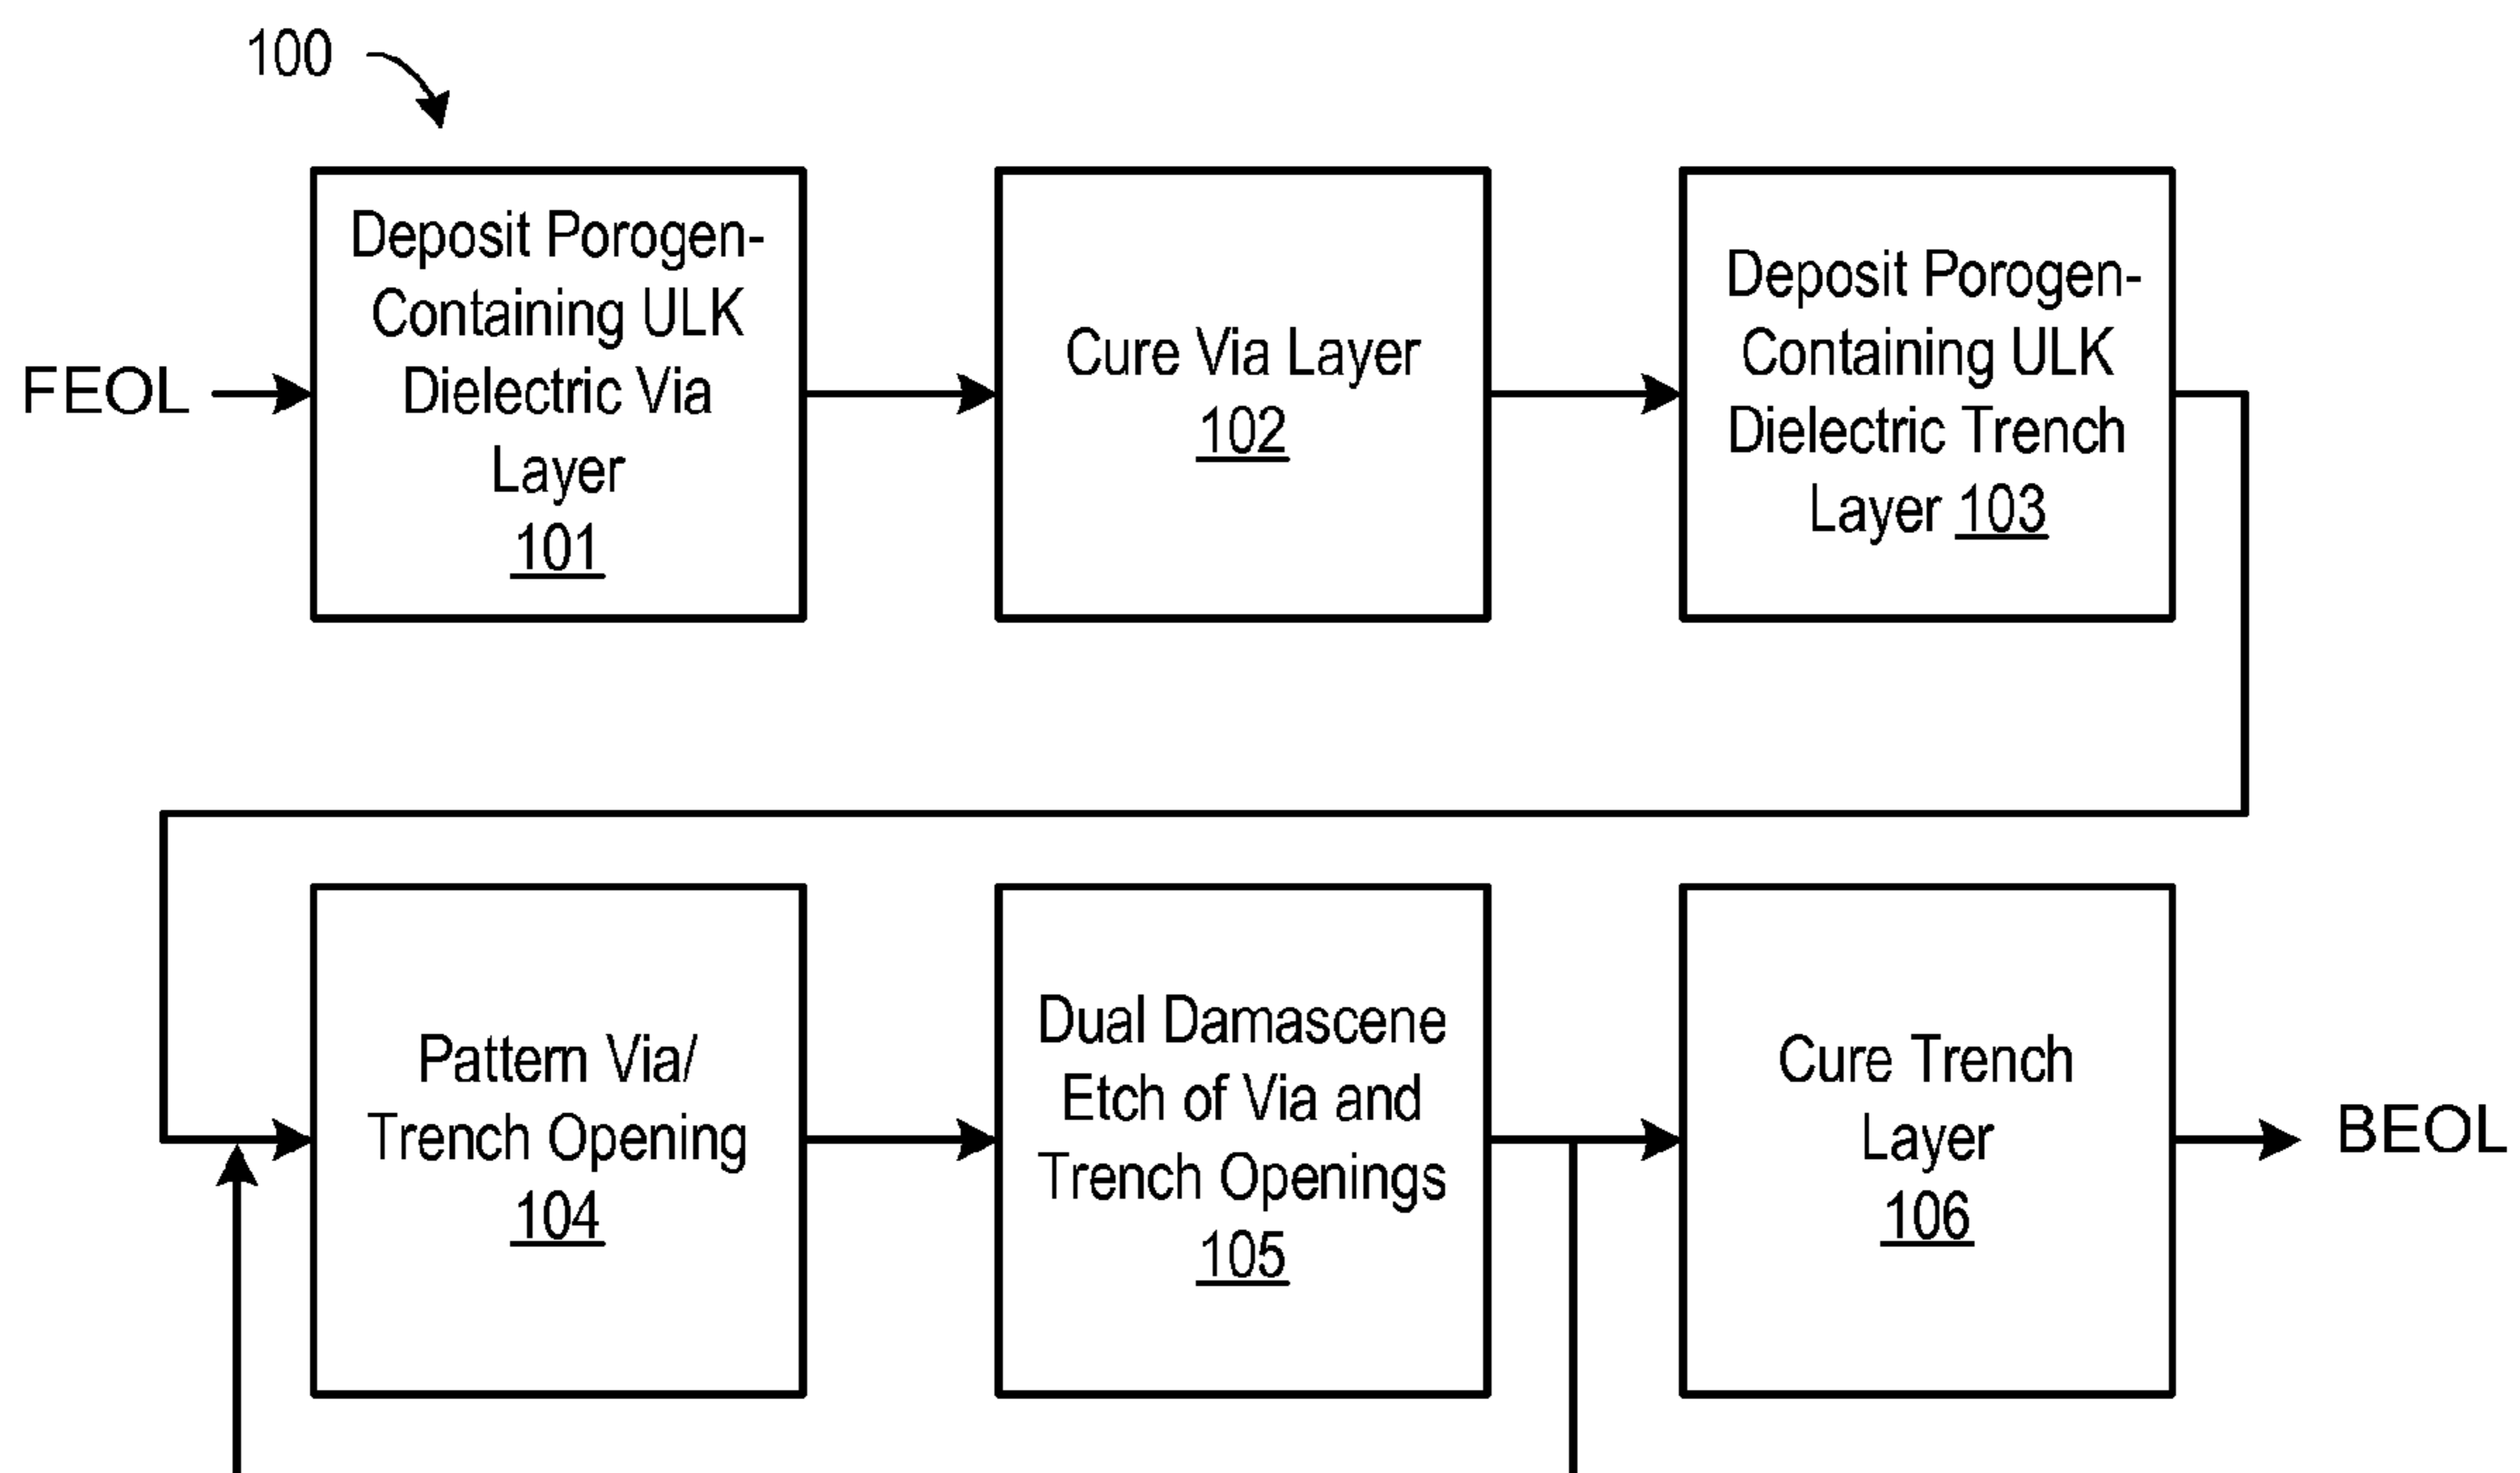 100
FEOL
Deposit Porogen-
Containing ULK
Dielectric Via
Layer
101
Cure Via Layer
102
Deposit Porogen-
Containing ULK
Dielectric Trench
Layer 103
Pattern Via/
Trench Opening
104
Dual Damascene
Etch of Via and
Trench Openings
105
Cure Trench
Layer
106
BEOL